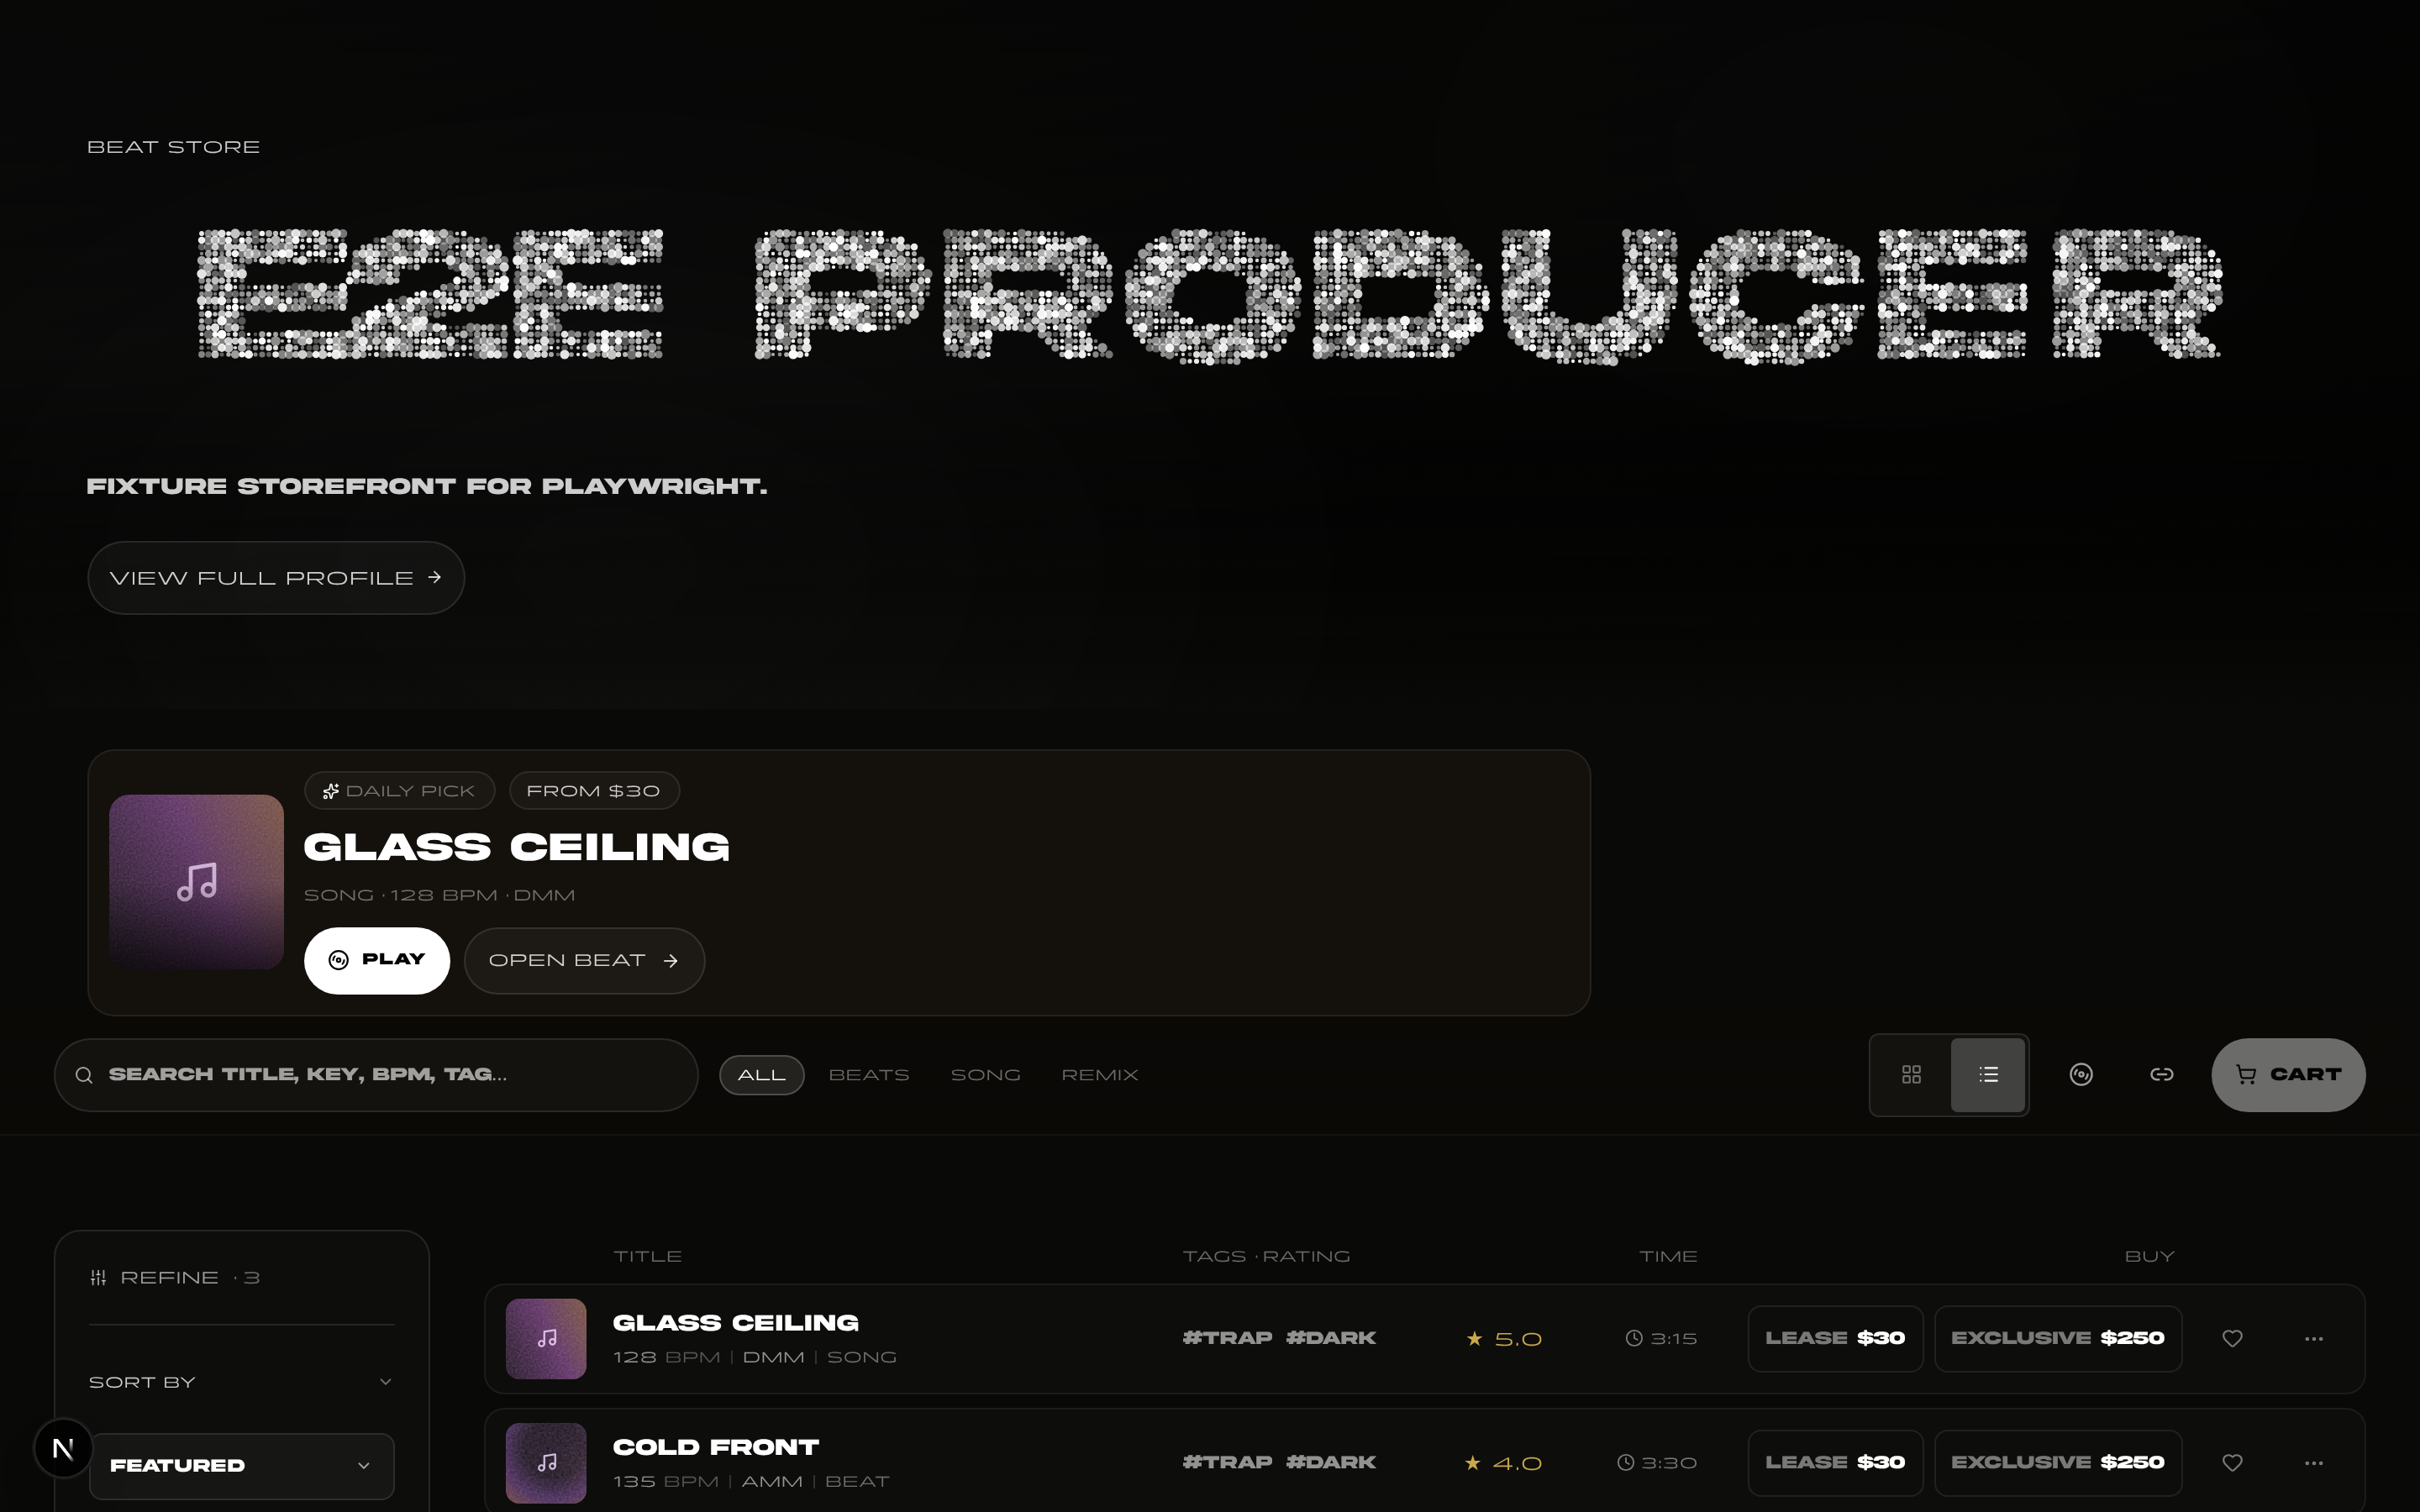 BEAT STORE
E2E PRODUCER
FIXTURE STOREFRONT FOR PLAYWRIGHT.
VIEW FULL PROFILE →
DAILY PICK
FROM $30
GLASS CEILING
SONG · 128 BPM · DMM
PLAY
OPEN BEAT →
SEARCH TITLE, KEY, BPM, TAG...
ALL
BEATS
SONG
REMIX
CART
REFINE · 3
SORT BY
FEATURED
N
TITLE
TAGS · RATING
TIME
BUY
GLASS CEILING
128 BPM | DMM | SONG
#TRAP #DARK
★ 5.0
3:15
LEASE $30
EXCLUSIVE $250
COLD FRONT
135 BPM | AMM | BEAT
#TRAP #DARK
★ 4.0
3:30
LEASE $30
EXCLUSIVE $250